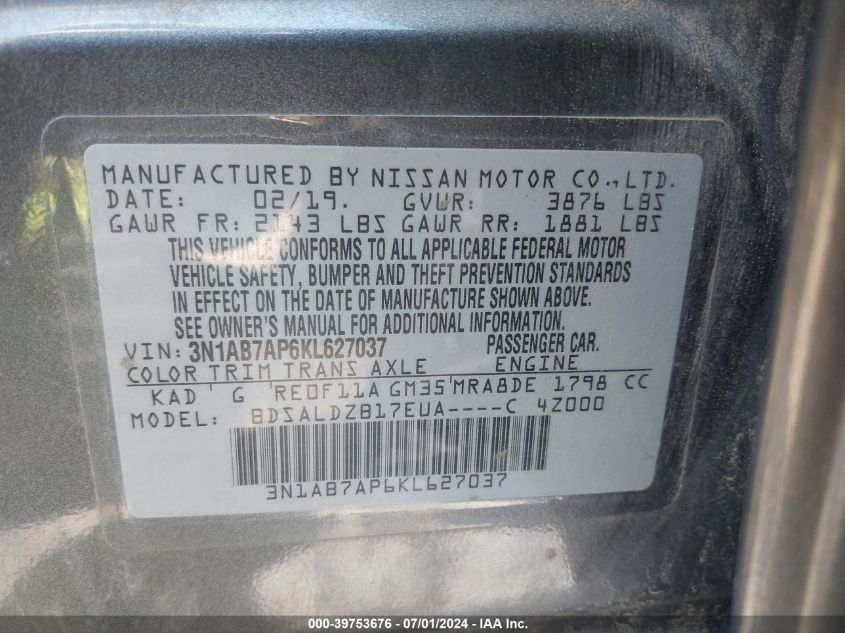 MANUFACTURED BY NISSAN MOTOR CO., LTD.
DATE: 02/19. GVWR: 3876 LBS
GAWR FR: 2143 LBS GAWR RR: 1881 LBS
THIS VEHICLE CONFORMS TO ALL APPLICABLE FEDERAL MOTOR
VEHICLE SAFETY, BUMPER AND THEFT PREVENTION STANDARDS
IN EFFECT ON THE DATE OF MANUFACTURE SHOWN ABOVE.
SEE OWNER'S MANUAL FOR ADDITIONAL INFORMATION.
VIN: 3N1AB7AP6KL627037 PASSENGER CAR.
COLOR TRIM TRANS AXLE ENGINE
KAD G RE0F11A GM35 MRA8DE 1798 CC
MODEL: BDSALDZB17EUA----C 4Z000
3N1AB7AP6KL627037
000-39753676 - 07/01/2024 - IAA Inc.